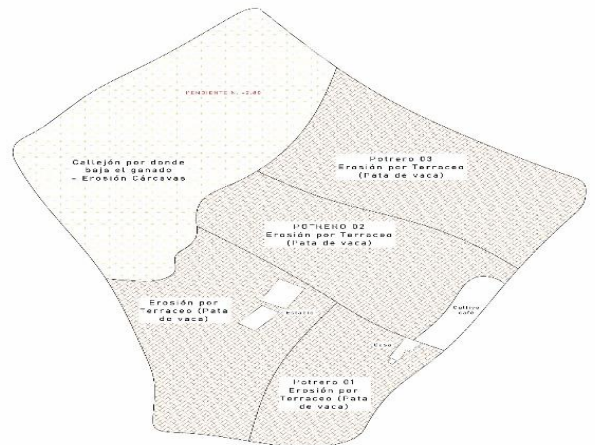 Callejón por donde
baja el ganado
- Erosión Cárcavas
Potrero 03
Erosión por Terraceo
(Pata de vaca)
POTRERO 02
Erosión por Terraceo
(Pata de vaca)
Erosión por
Terraceo (Pata
de vaca)
Establo
Cultivo
café
Casa
Potrero 01
Erosión por
Terraceo (Pata
de vaca)